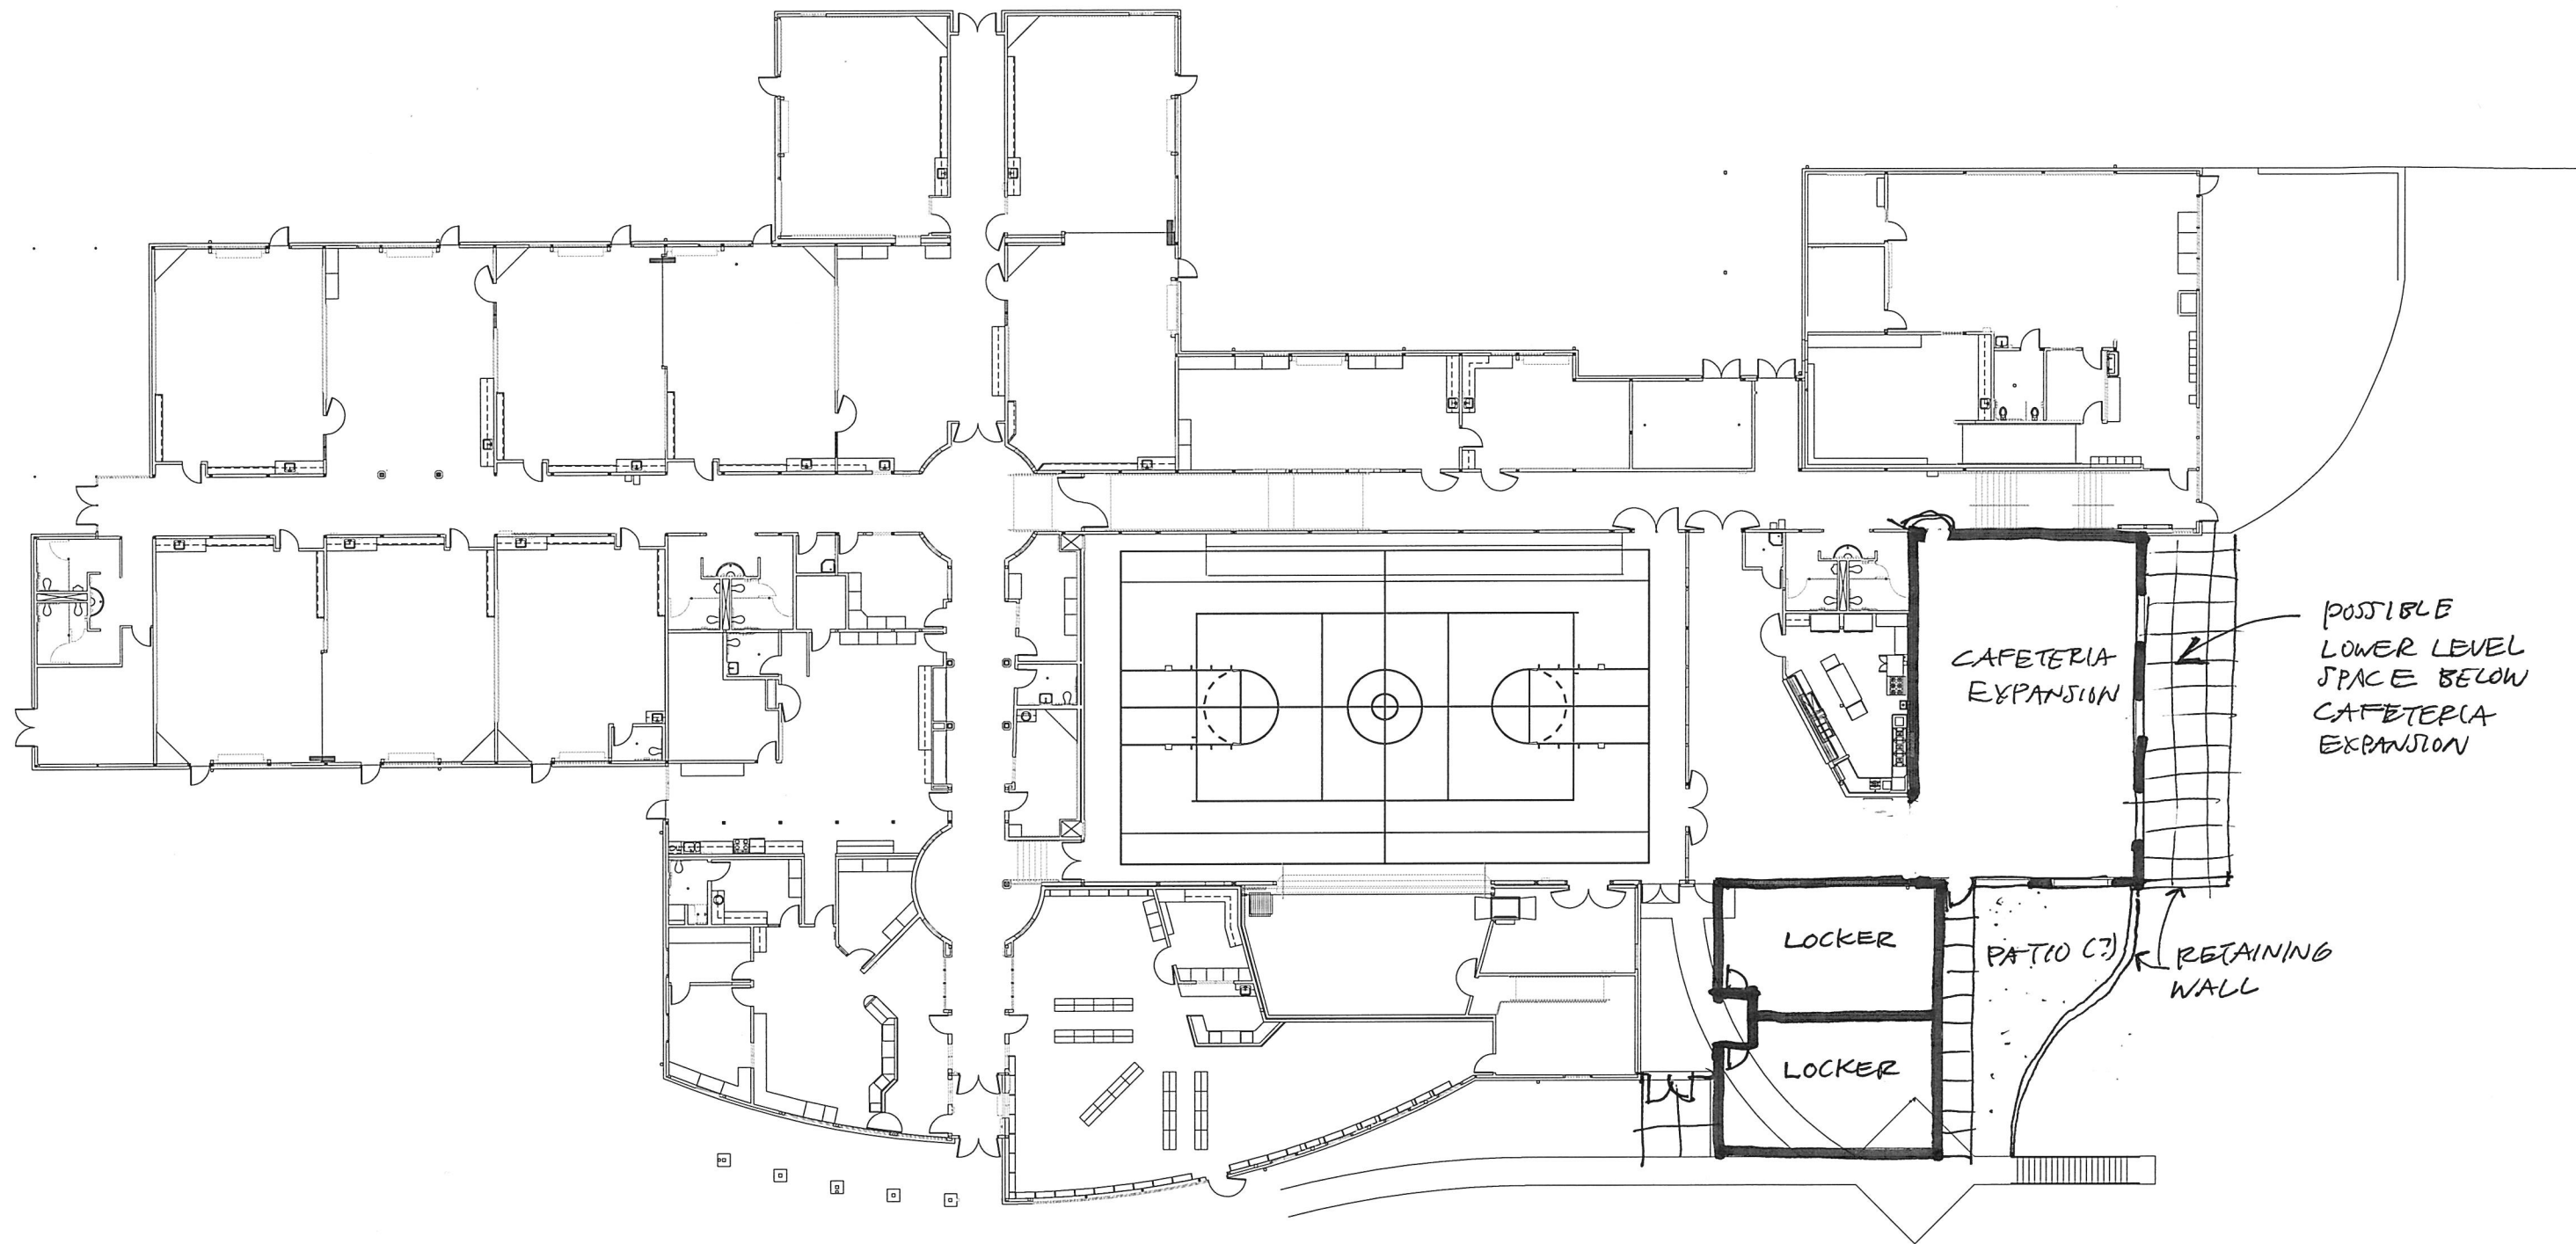 CAFETERIA
EXPANSION
POSSIBLE
LOWER LEVEL
SPACE BELOW
CAFETERIA
EXPANSION
LOCKER
PATIO (?)
RETAINING
WALL
LOCKER